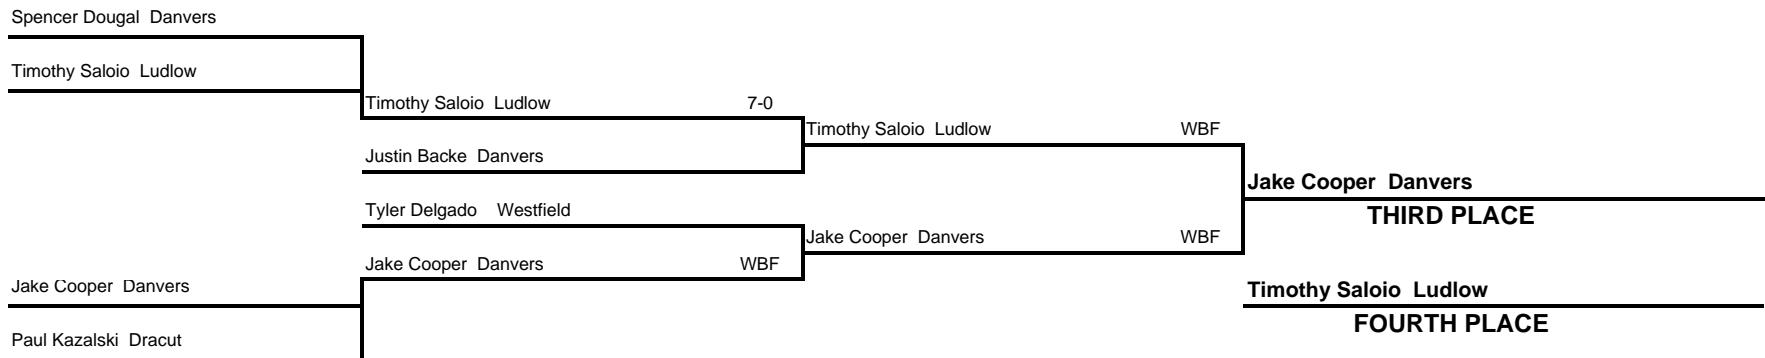 Spencer Dougal  Danvers
Timothy Saloio  Ludlow
Timothy Saloio  Ludlow 7-0
Timothy Saloio  Ludlow WBF
Justin Backe  Danvers
Jake Cooper  Danvers
THIRD PLACE
Tyler Delgado    Westfield
Jake Cooper  Danvers WBF
Jake Cooper  Danvers WBF
Jake Cooper  Danvers
Timothy Saloio  Ludlow
FOURTH PLACE
Paul Kazalski  Dracut